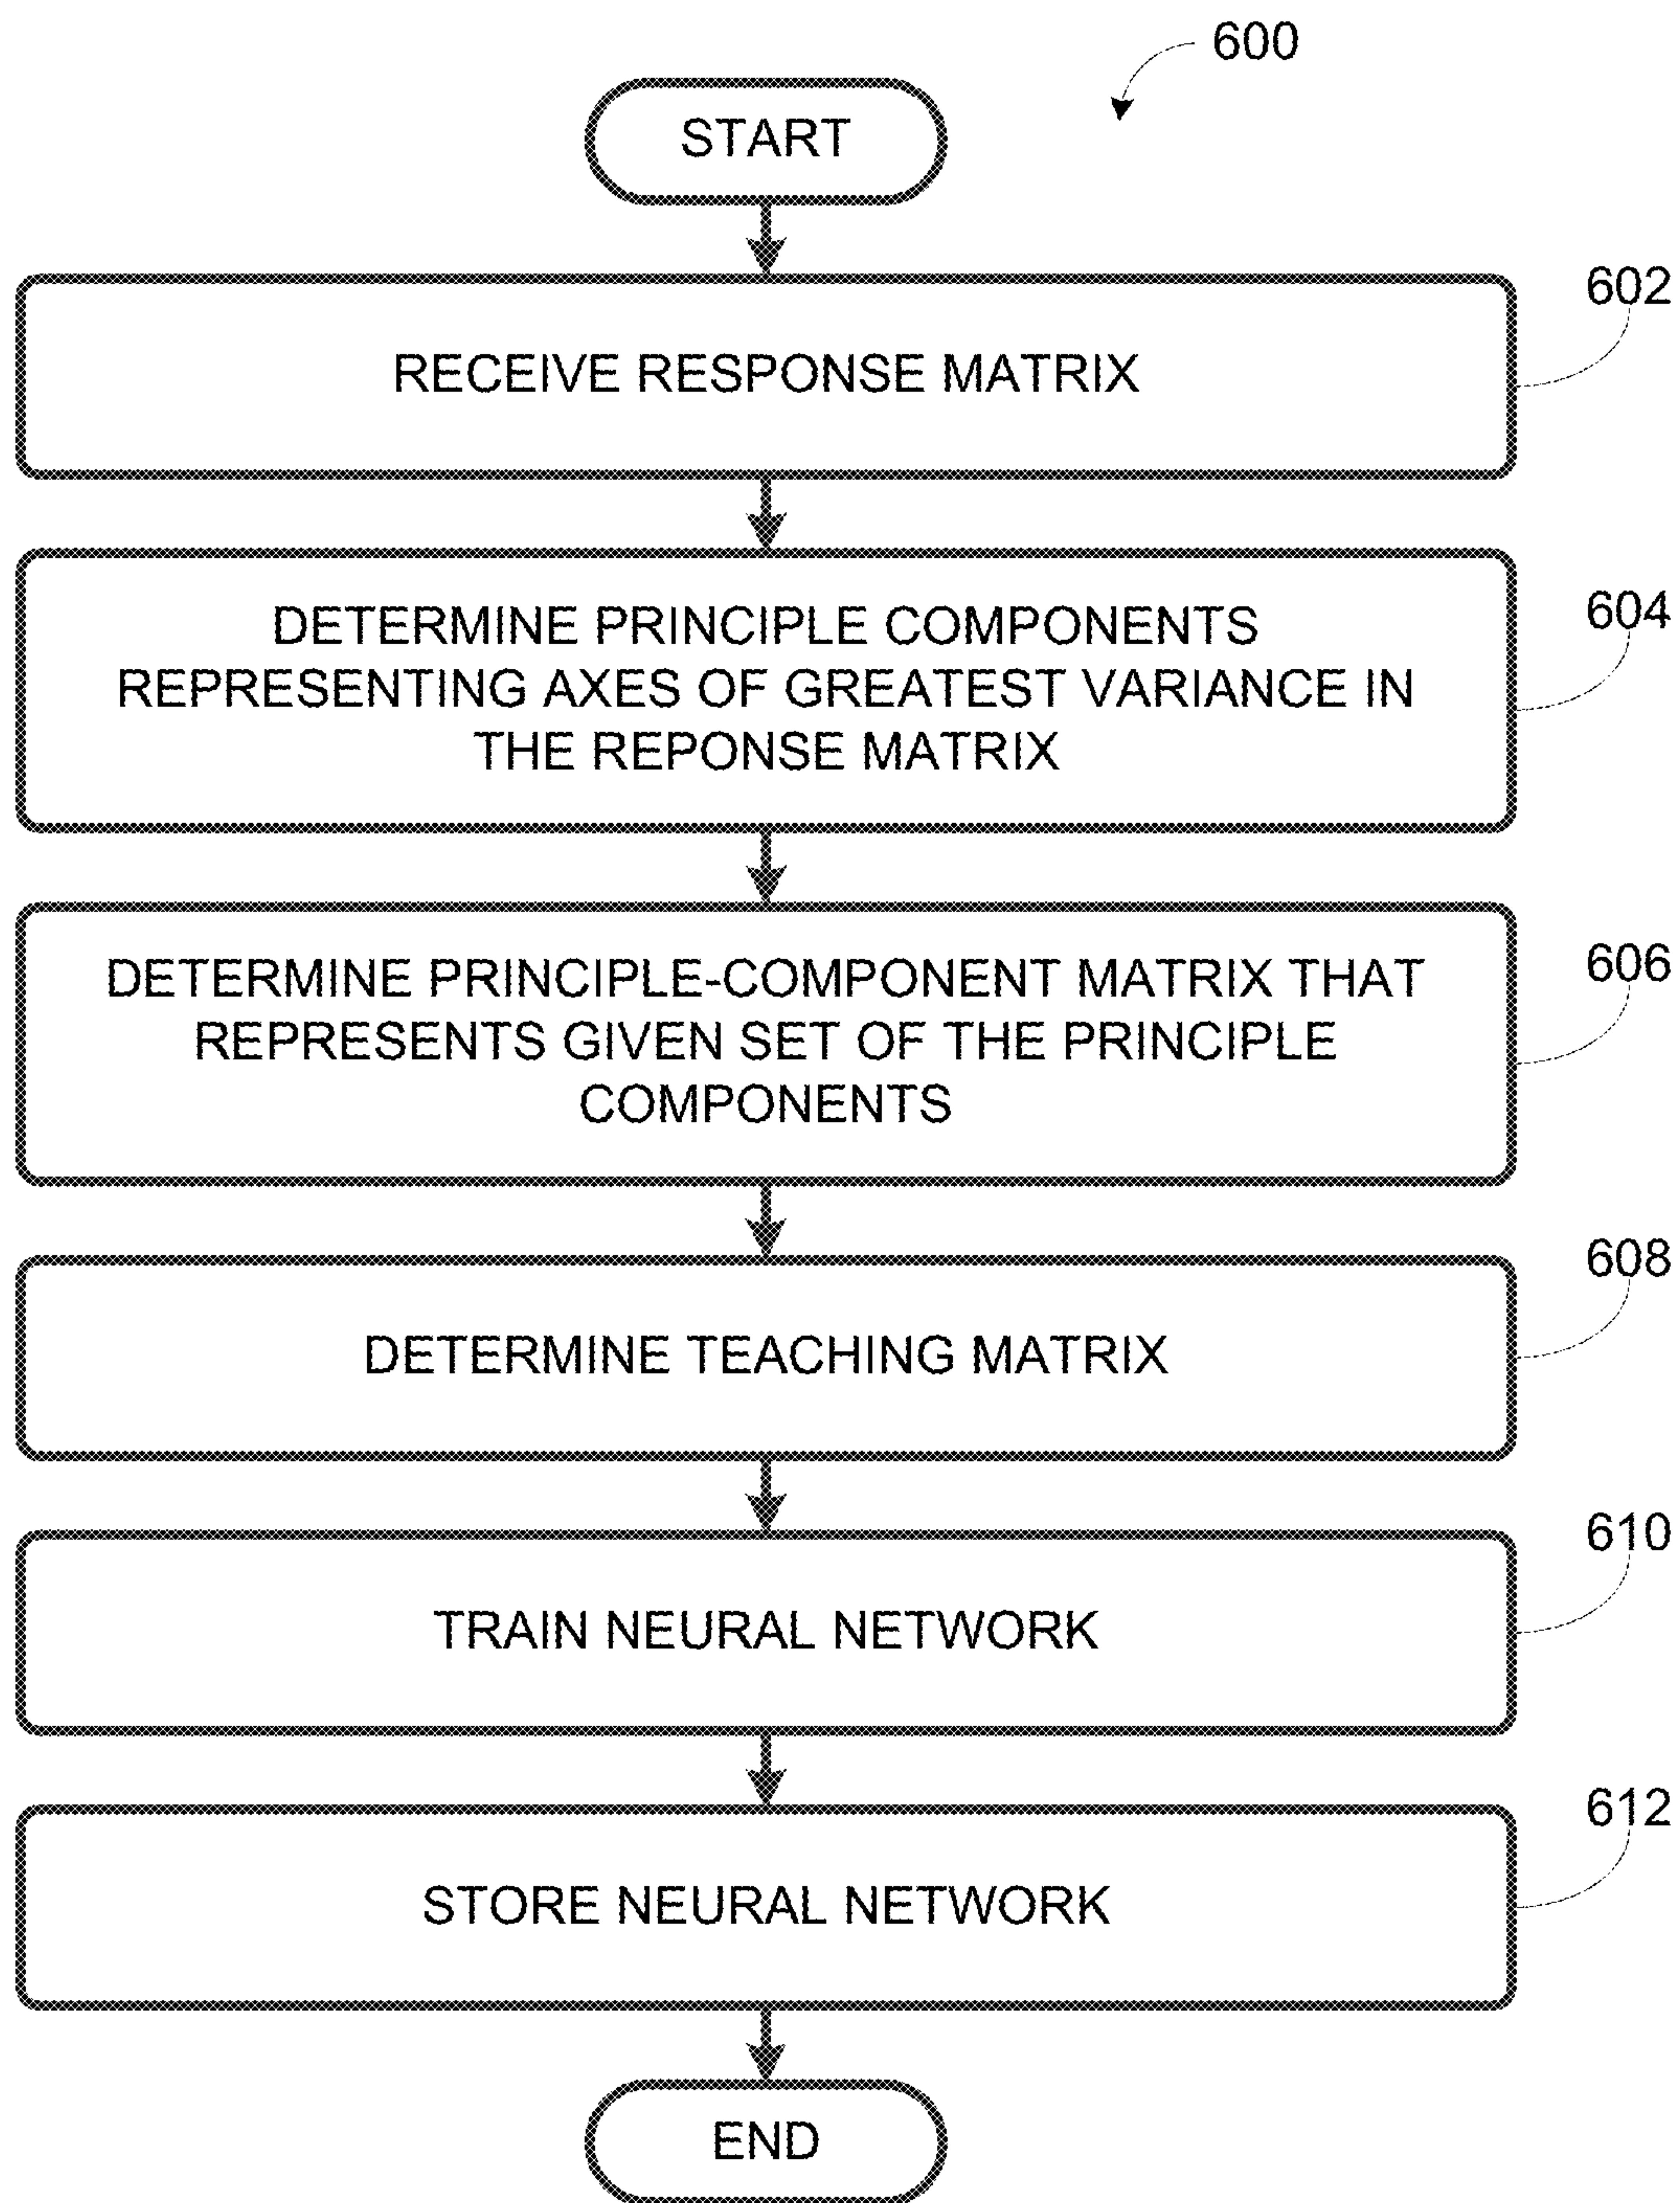 600
START
602
RECEIVE RESPONSE MATRIX
604
DETERMINE PRINCIPLE COMPONENTS
REPRESENTING AXES OF GREATEST VARIANCE IN
THE REPONSE MATRIX
606
DETERMINE PRINCIPLE-COMPONENT MATRIX THAT
REPRESENTS GIVEN SET OF THE PRINCIPLE
COMPONENTS
608
DETERMINE TEACHING MATRIX
610
TRAIN NEURAL NETWORK
612
STORE NEURAL NETWORK
END